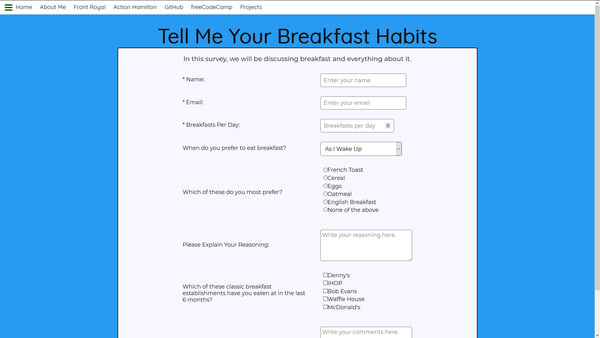 Home About Me Front Royal Action Hamilton GitHub freeCodeCamp Projects
Tell Me Your Breakfast Habits
In this survey, we will be discussing breakfast and everything about it.
* Name: Enter your name
* Email: Enter your email
* Breakfasts Per Day: Breakfasts per day
When do you prefer to eat breakfast? As I Wake Up
Which of these do you most prefer?
French Toast
Cereal
Eggs
Oatmeal
English Breakfast
None of the above
Please Explain Your Reasoning:
Write your reasoning here.
Which of these classic breakfast
establishments have you eaten at in the last
6 months?
Denny's
IHOP
Bob Evans
Waffle House
McDonald's
Write your comments here.